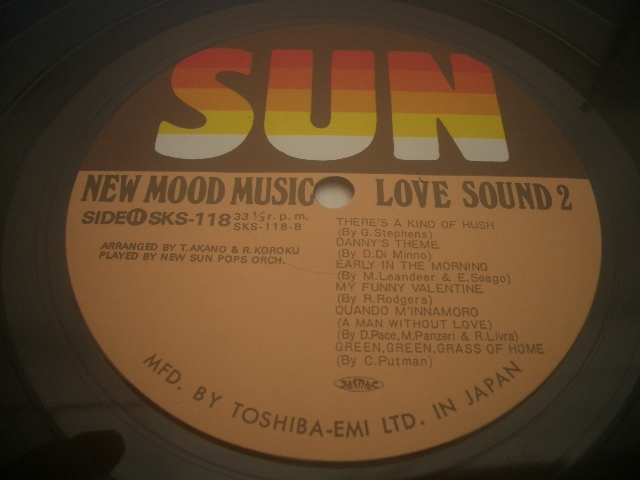 SUN
NEW MOOD MUSIC LOVE SOUND 2
SIDE II SKS-118 33 1/3 r. p. m.
SKS-118-B
ARRANGED BY T. AKANO & R. KOROKU
PLAYED BY NEW SUN POPS ORCH.
THERE'S A KIND OF HUSH
(By G.Stephens)
DANNY'S THEME
(By D.Di Minno)
EARLY IN THE MORNING
(By M.Leandeer & E.Seago)
MY FUNNY VALENTINE
(By R.Rodgers)
QUANDO M'INNAMORO
(A MAN WITHOUT LOVE)
(By D.Pace, M.Panzeri & R.Livra)
GREEN,GREEN,GRASS OF HOME
(By C.Putman)
JASRAC
MFD. BY TOSHIBA-EMI LTD. IN JAPAN